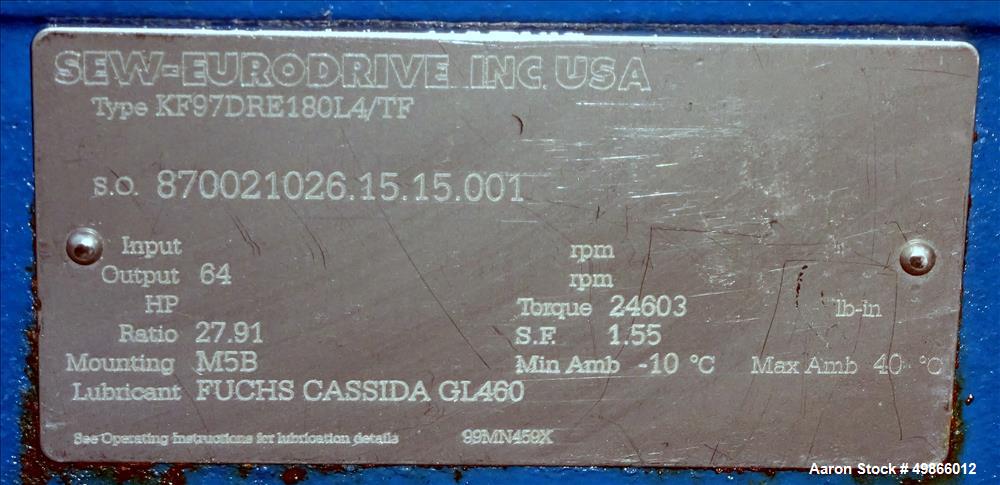 SEW-EURODRIVE INC. USA
Type KF97DRE180L4/TF
S.O. 870021026.15.15.001
Input rpm
Output 64 rpm
HP Torque 24603 lb-in
Ratio 27.91 S.F. 1.55
Mounting M5B Min Amb -10 °C Max Amb 40 °C
Lubricant FUCHS CASSIDA GL460
See Operating Instructions for lubrication details 99MN459X
Aaron Stock # 49866012